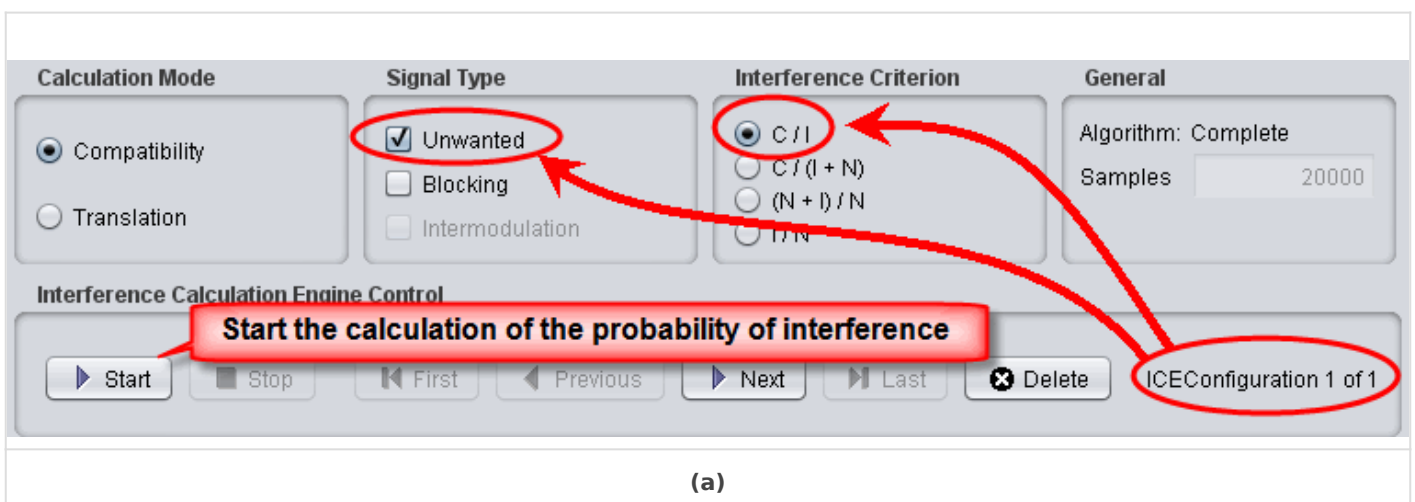 Calculation Mode
Signal Type
Interference Criterion
General
Compatibility
Translation
Unwanted
Blocking
Intermodulation
C / I
C / (I + N)
(N + I) / N
I / N
Algorithm: Complete
Samples 20000
Interference Calculation Engine Control
Start the calculation of the probability of interference
Start Stop First Previous Next Last Delete ICEConfiguration 1 of 1
(a)